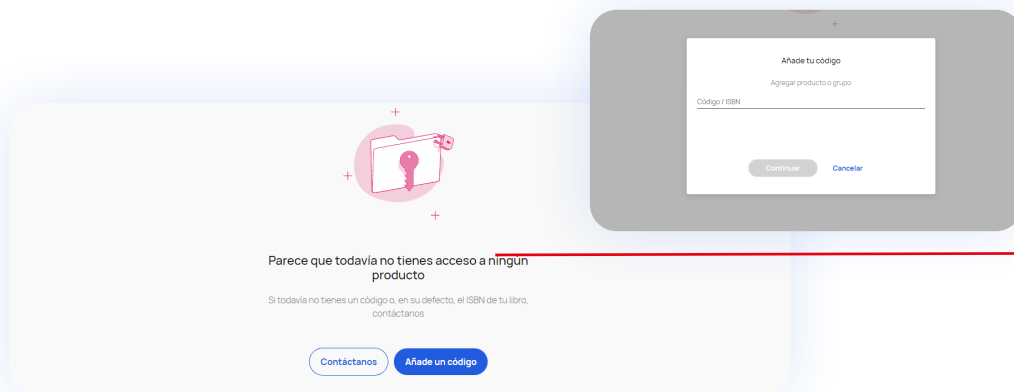 Añade tu código
Agregar producto o grupo
Código / ISBN
Continuar
Cancelar
Parece que todavía no tienes acceso a ningún
producto
Si todavía no tienes un código o, en su defecto, el ISBN de tu libro,
contáctanos
Contáctanos
Añade un código